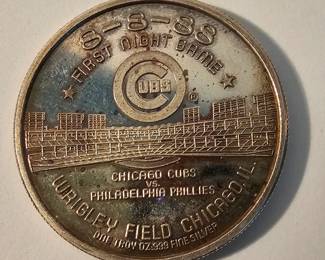 8-8-88
FIRST NIGHT GAME
CUBS
®
CHICAGO CUBS
VS.
PHILADELPHIA PHILLIES
WRIGLEY FIELD CHICAGO, IL.
ONE TROY OZ .999 FINE SILVER